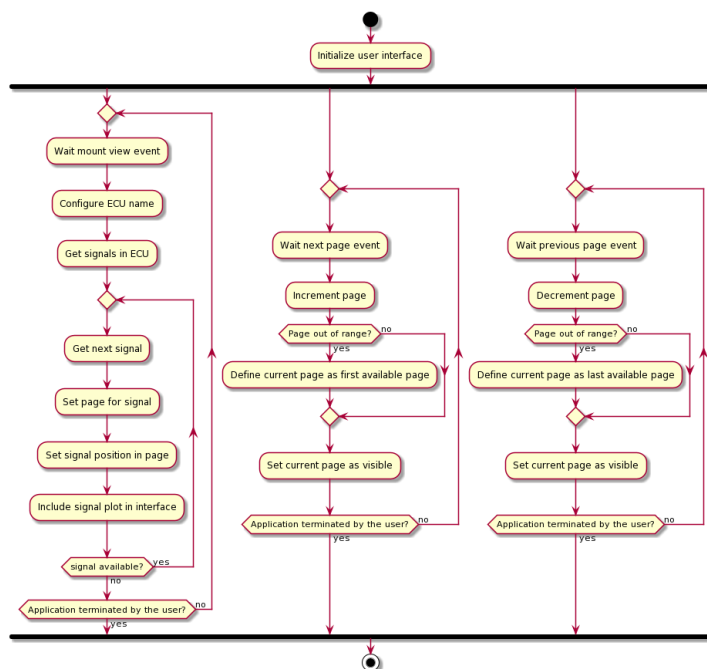 Initialize user interface
Wait mount view event
Configure ECU name
Get signals in ECU
Get next signal
Set page for signal
Set signal position in page
Include signal plot in interface
signal available?
yes
no
Application terminated by the user?
no
yes
Wait next page event
Increment page
Page out of range?
no
yes
Define current page as first available page
Set current page as visible
Application terminated by the user?
no
yes
Wait previous page event
Decrement page
Page out of range?
no
yes
Define current page as last available page
Set current page as visible
Application terminated by the user?
no
yes